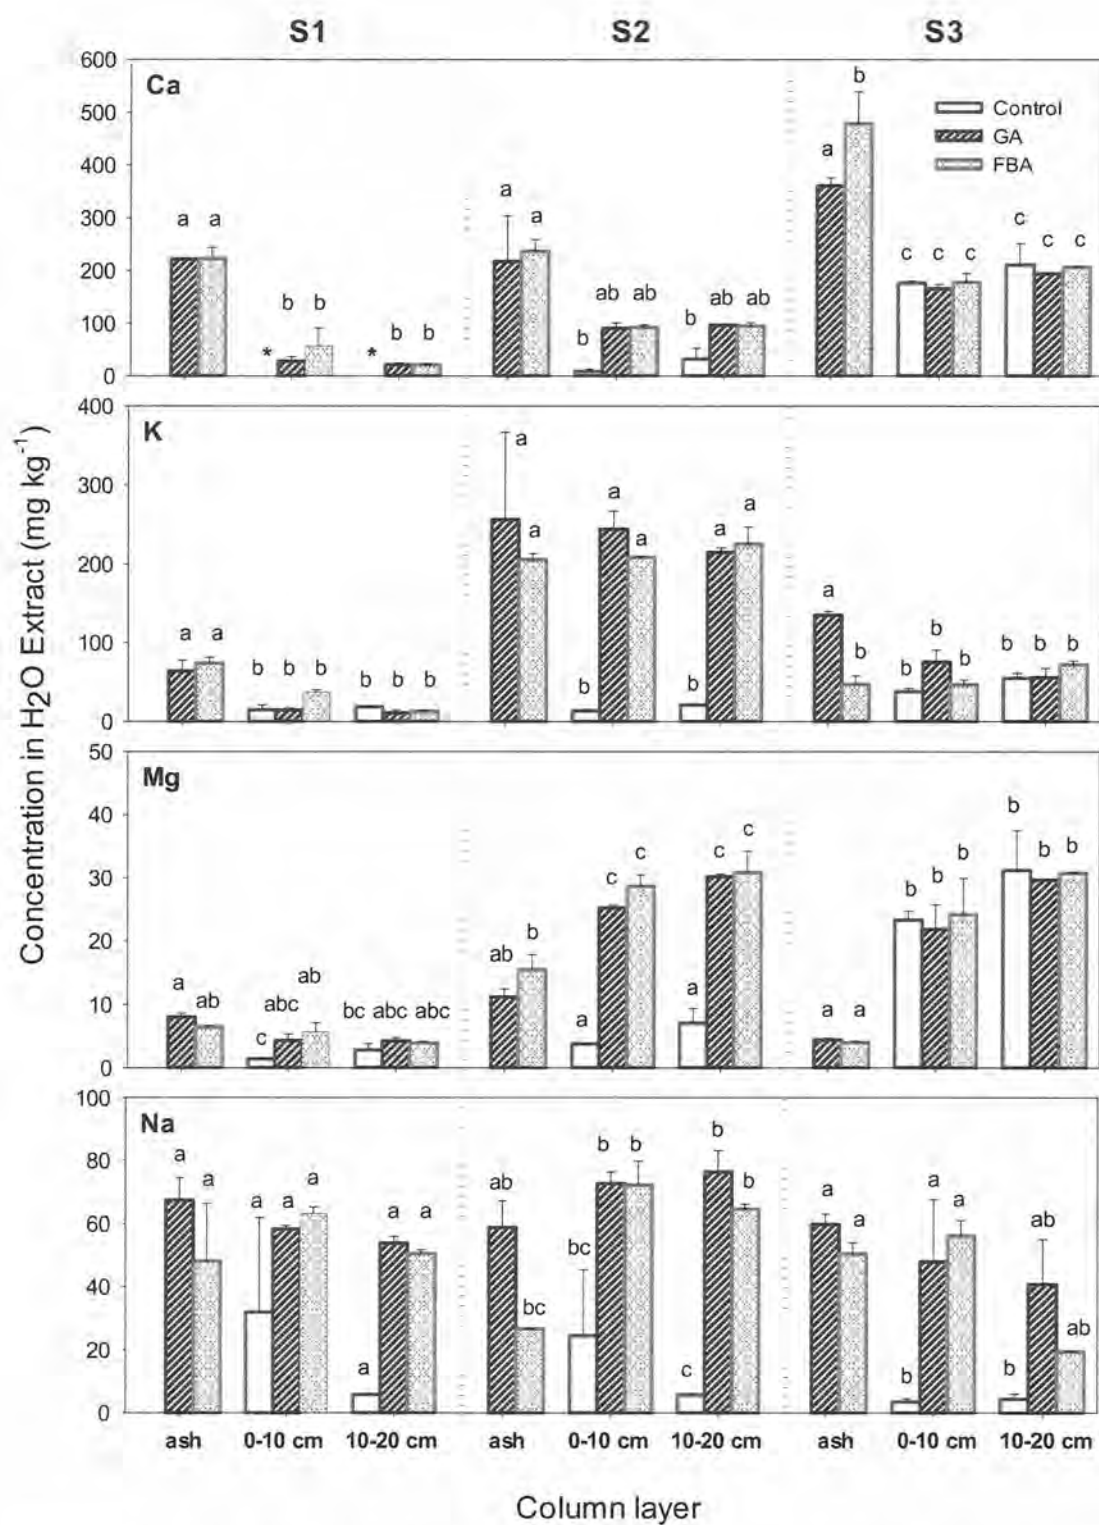 S1 S2 S3
Ca
600
500
400
300
200
100
0
Control
GA
FBA
a a
* b b
* b b
a a
b ab ab
b ab ab
a b
c c c
c c c
K
400
300
200
100
0
a a
b b b
b b b
a
a
b a a
b a a
a b
b b b
b b b
Mg
50
40
30
20
10
0
a ab
c abc ab
bc abc abc
ab b
a c c
a c c
a a
b b b
b b b
Na
100
80
60
40
20
0
a a
a a a
a a a
ab bc
bc b b
c b b
a a
b a a
b ab ab
ash 0-10 cm 10-20 cm ash 0-10 cm 10-20 cm ash 0-10 cm 10-20 cm
Column layer
Concentration in H2O Extract (mg kg⁻¹)